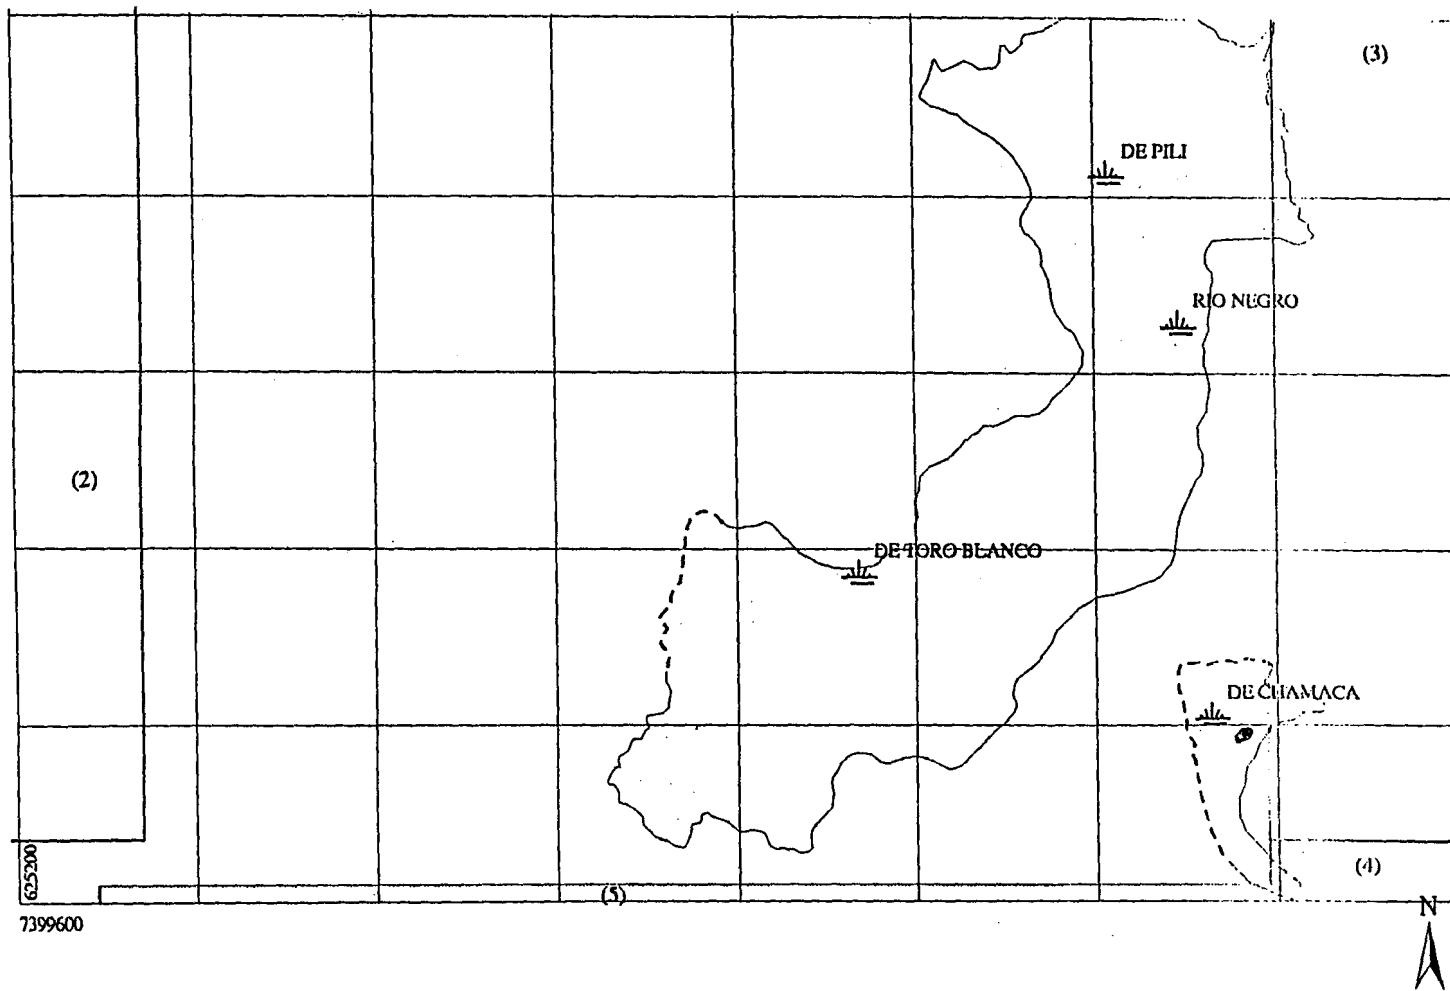 (3)
DE PILI
RIO NEGRO
(2)
DE TORO BLANCO
DE CHAMACA
625200
(4)
(5)
7399600
N